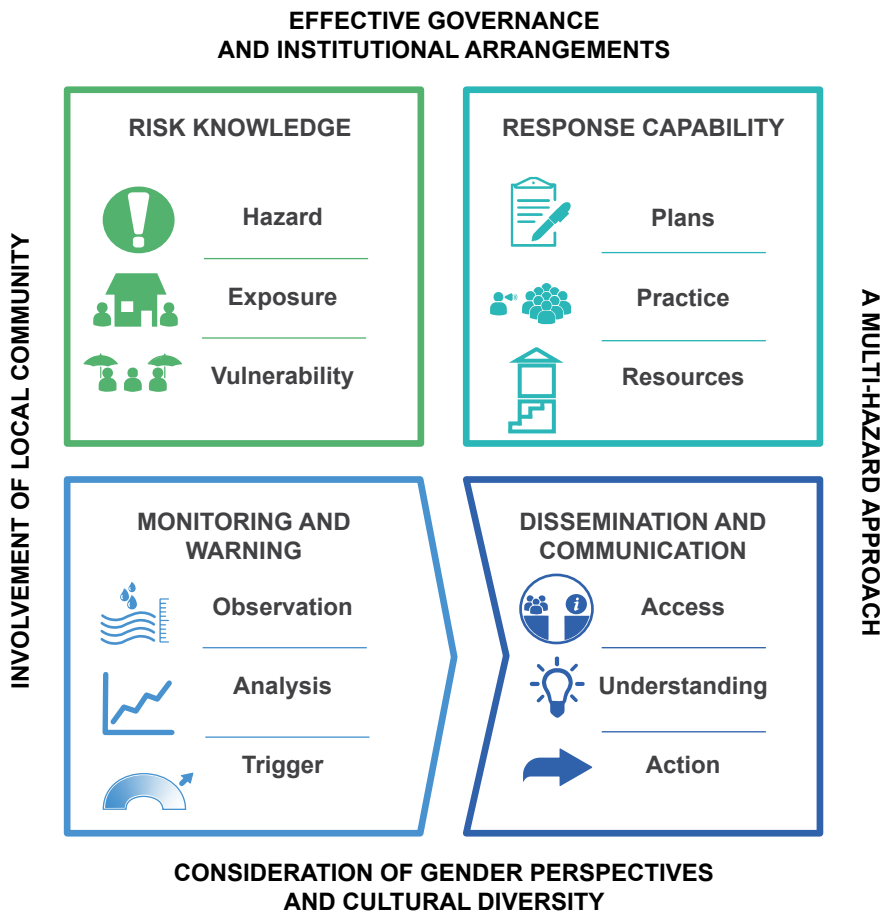 EFFECTIVE GOVERNANCE
AND INSTITUTIONAL ARRANGEMENTS
INVOLVEMENT OF LOCAL COMMUNITY
RISK KNOWLEDGE
Hazard
Exposure
Vulnerability
RESPONSE CAPABILITY
Plans
Practice
Resources
A MULTI-HAZARD APPROACH
MONITORING AND
WARNING
Observation
Analysis
Trigger
DISSEMINATION AND
COMMUNICATION
i
Access
Understanding
Action
CONSIDERATION OF GENDER PERSPECTIVES
AND CULTURAL DIVERSITY